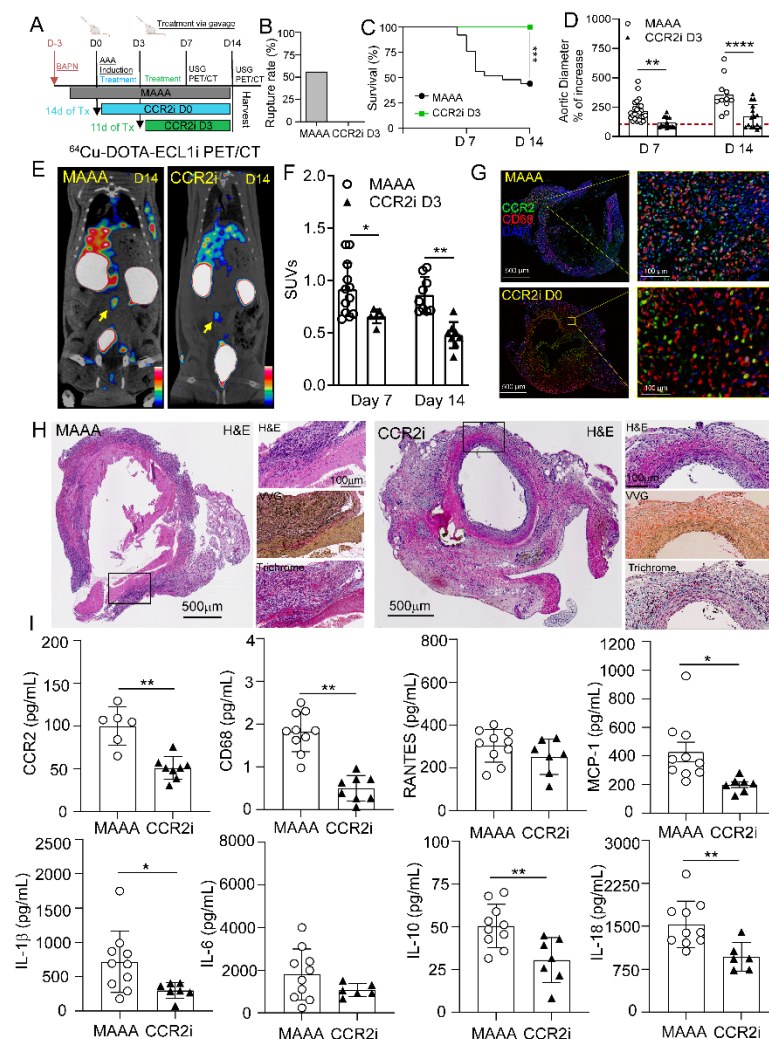 A
Treatment via gavage
D-3
D0
D3
D7
D14
BAPN
AAA
Induction
Treatment
Treatment
USG
PET/CT
USG
PET/CT
MAAA
14d of Tx
CCR2i D0
11d of Tx
CCR2i D3
Harvest
B
Rupture rate (%)
80
60
40
20
0
MAAA
CCR2i D3
C
Survival (%)
100
50
0
MAAA
CCR2i D3
***
D 7
D 14
D
MAAA
CCR2i D3
Aortic Diameter
% of increase
800
650
500
400
250
100
0
**
****
D 7
D 14
64Cu-DOTA-ECL1i PET/CT
E
MAAA
D14
CCR2i
D14
F
MAAA
CCR2i D3
SUVs
2.0
1.5
1.0
0.5
0.0
*
**
Day 7
Day 14
G
MAAA
CCR2
CD68
DAPI
500 μm
100 μm
CCR2i D0
500 μm
100 μm
H
MAAA
H&E
500μm
H&E
100μm
VVG
Trichrome
CCR2i
H&E
500μm
H&E
100μm
VVG
Trichrome
I
CCR2 (pg/mL)
200
150
100
50
0
**
MAAA CCR2i
CD68 (pg/mL)
4
3
2
1
0
**
MAAA CCR2i
RANTES (pg/mL)
800
600
400
200
0
MAAA CCR2i
MCP-1 (pg/mL)
1200
1000
800
600
400
200
0
*
MAAA CCR2i
IL-1β (pg/mL)
2000
1500
1000
500
0
*
MAAA CCR2i
IL-6 (pg/mL)
8000
6000
4000
2000
0
MAAA CCR2i
IL-10 (pg/mL)
100
75
50
25
0
**
MAAA CCR2i
IL-18 (pg/mL)
3000
2250
1500
750
0
**
MAAA CCR2i